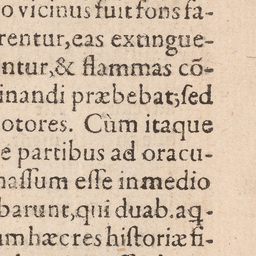 o vicinus fuit fons fa-
rentur, eas extingue-
ntur, & flammas cõ-
inandi præbebat; sed
otores. Cùm itaque
e partibus ad oracu-
nassum esse in medio
barunt, qui duab. aq.
um hæc res historiæ fi-